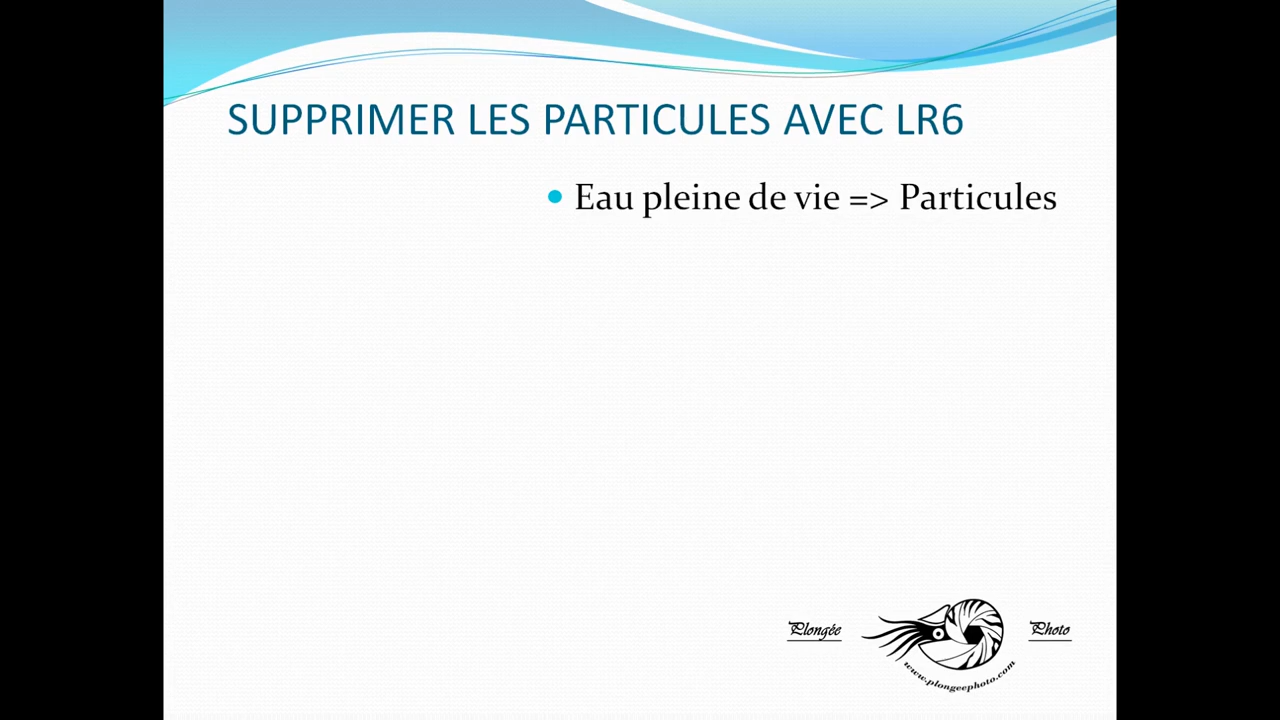 SUPPRIMER LES PARTICULES AVEC LR6
Eau pleine de vie => Particules
Plongée Photo
www.plongeephoto.com